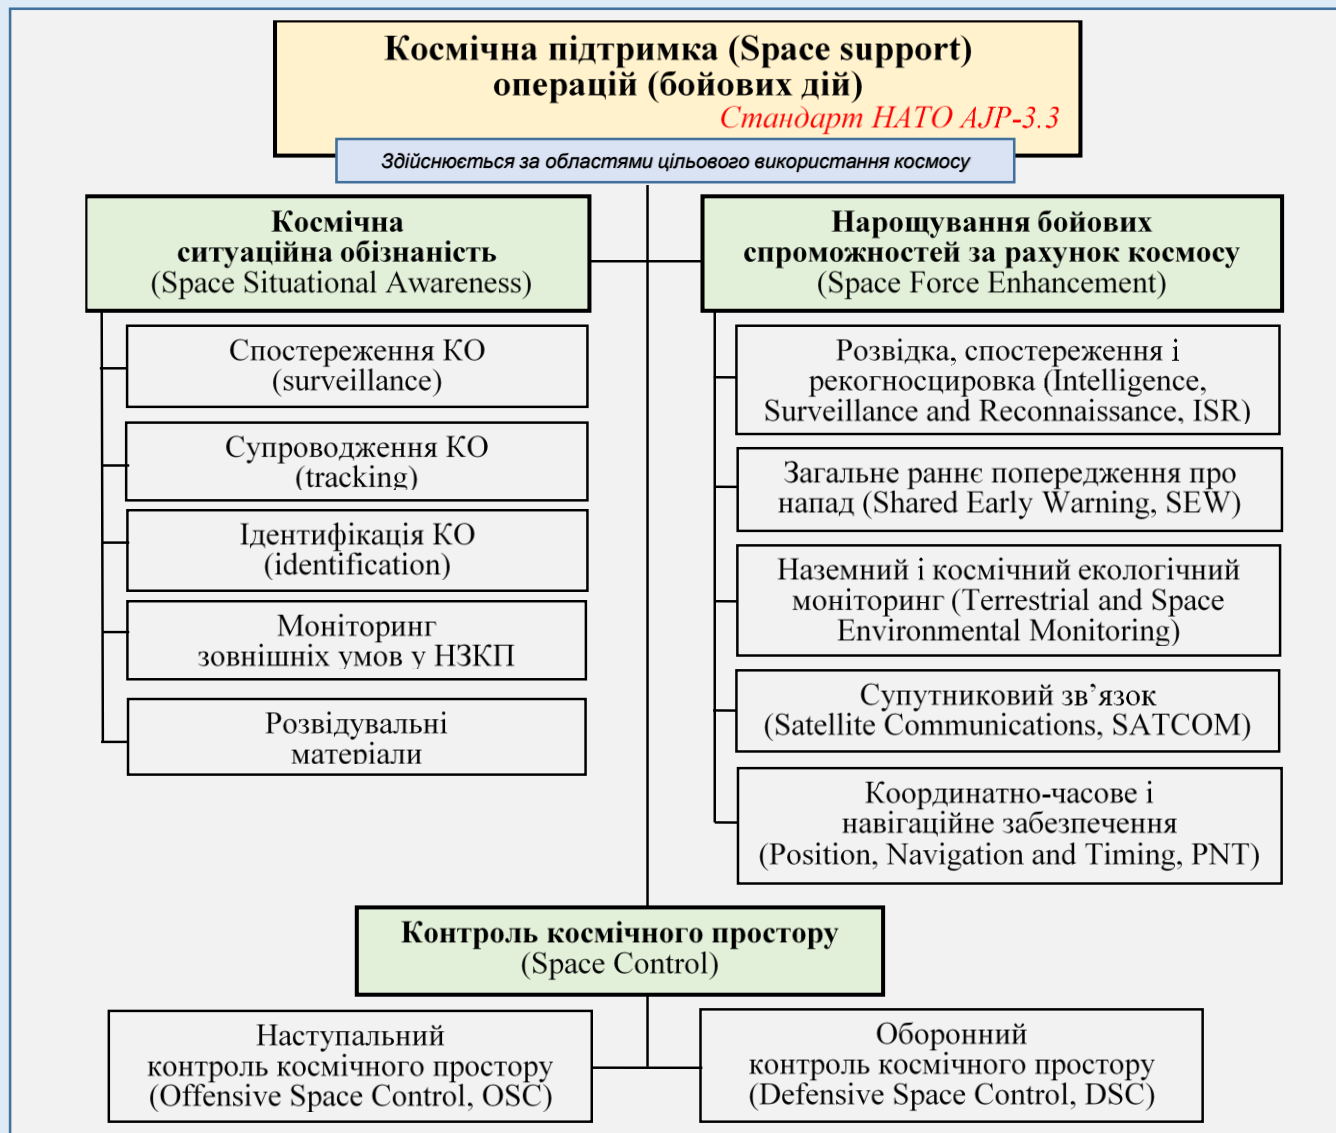 Космічна підтримка (Space support)
операцій (бойових дій)
Стандарт НАТО AJP-3.3
Здійснюється за областями цільового використання космосу
Космічна
ситуаційна обізнаність
(Space Situational Awareness)
Спостереження КО
(surveillance)
Супроводження КО
(tracking)
Ідентифікація КО
(identification)
Моніторинг
зовнішніх умов у НЗКП
Розвідувальні
матеріали
Нарощування бойових
спроможностей за рахунок космосу
(Space Force Enhancement)
Розвідка, спостереження і
рекогносцировка (Intelligence,
Surveillance and Reconnaissance, ISR)
Загальне раннє попередження про
напад (Shared Early Warning, SEW)
Наземний і космічний екологічний
моніторинг (Terrestrial and Space
Environmental Monitoring)
Супутниковий зв’язок
(Satellite Communications, SATCOM)
Координатно-часове і
навігаційне забезпечення
(Position, Navigation and Timing, PNT)
Контроль космічного простору
(Space Control)
Наступальний
контроль космічного простору
(Offensive Space Control, OSC)
Оборонний
контроль космічного простору
(Defensive Space Control, DSC)